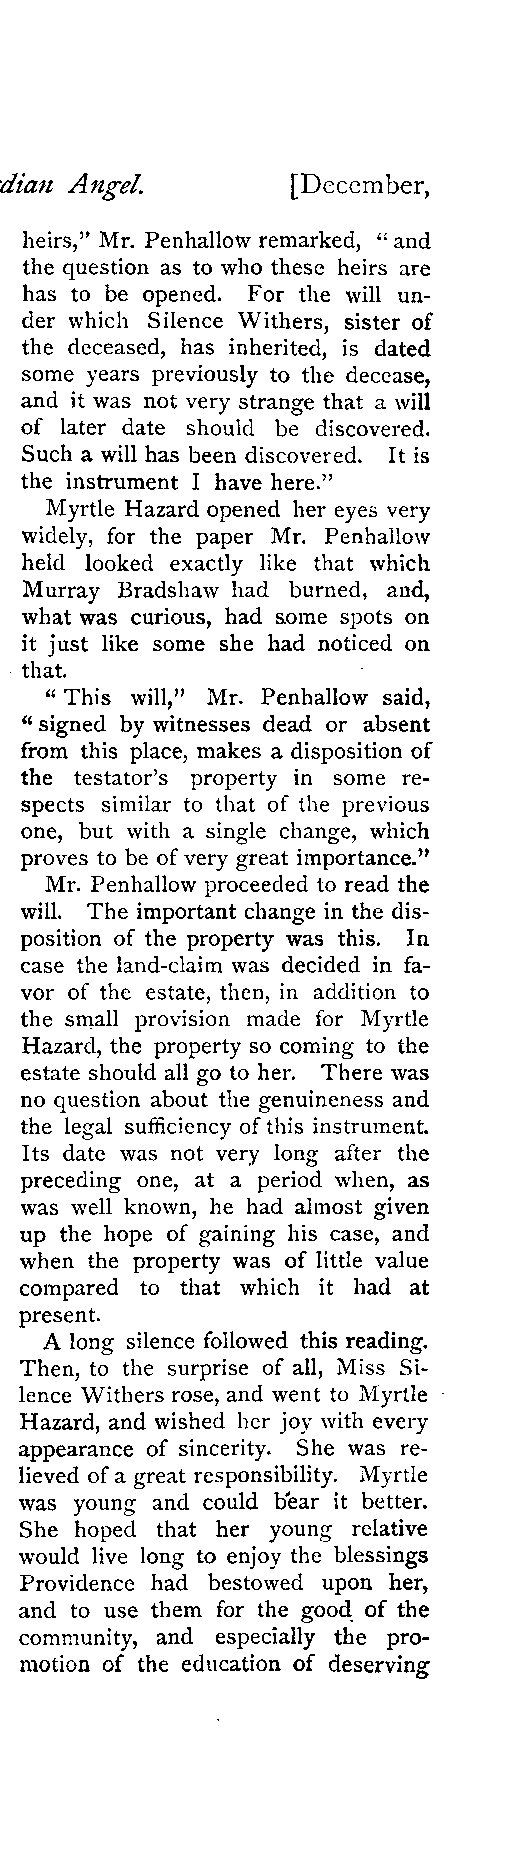 dian Angel. [December,
heirs,” Mr. Penhallow remarked, “and
the question as to who these heirs are
has to be opened. For the will un-
der which Silence Withers, sister of
the deceased, has inherited, is dated
some years previously to the decease,
and it was not very strange that a will
of later date should be discovered.
Such a will has been discovered. It is
the instrument I have here.”
Myrtle Hazard opened her eyes very
widely, for the paper Mr. Penhallow
held looked exactly like that which
Murray Bradshaw had burned, and,
what was curious, had some spots on
it just like some she had noticed on
that.
“This will,” Mr. Penhallow said,
“signed by witnesses dead or absent
from this place, makes a disposition of
the testator’s property in some re-
spects similar to that of the previous
one, but with a single change, which
proves to be of very great importance.”
Mr. Penhallow proceeded to read the
will. The important change in the dis-
position of the property was this. In
case the land-claim was decided in fa-
vor of the estate, then, in addition to
the small provision made for Myrtle
Hazard, the property so coming to the
estate should all go to her. There was
no question about the genuineness and
the legal sufficiency of this instrument.
Its date was not very long after the
preceding one, at a period when, as
was well known, he had almost given
up the hope of gaining his case, and
when the property was of little value
compared to that which it had at
present.
A long silence followed this reading.
Then, to the surprise of all, Miss Si-
lence Withers rose, and went to Myrtle
Hazard, and wished her joy with every
appearance of sincerity. She was re-
lieved of a great responsibility. Myrtle
was young and could bear it better.
She hoped that her young relative
would live long to enjoy the blessings
Providence had bestowed upon her,
and to use them for the good of the
community, and especially the pro-
motion of the education of deserving